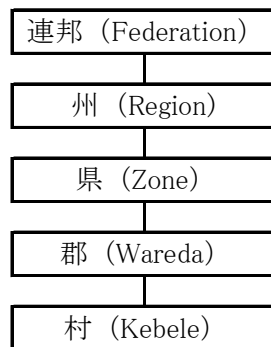 連邦（Federation）
州（Region）
県（Zone）
郡（Wareda）
村（Kebele）